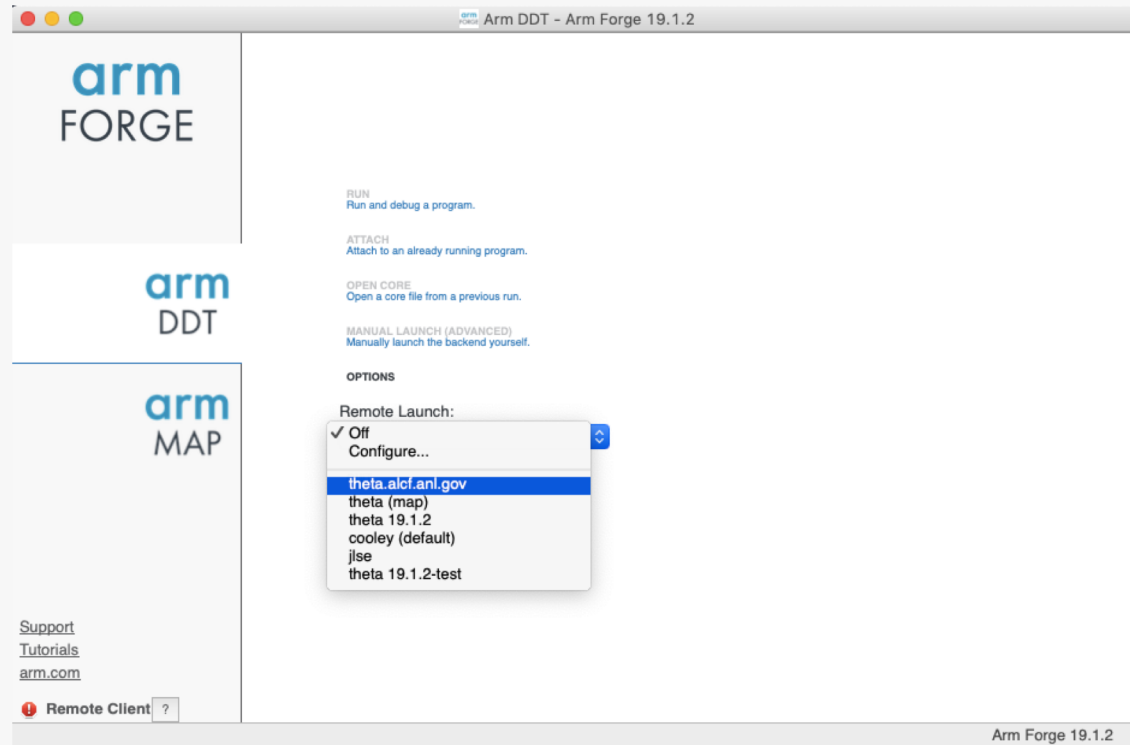 arm FORGE Arm DDT - Arm Forge 19.1.2
arm
FORGE
arm
DDT
arm
MAP
Support
Tutorials
arm.com
Remote Client ?
RUN
Run and debug a program.
ATTACH
Attach to an already running program.
OPEN CORE
Open a core file from a previous run.
MANUAL LAUNCH (ADVANCED)
Manually launch the backend yourself.
OPTIONS
Remote Launch:
✓ Off
Configure...
theta.alcf.anl.gov
theta (map)
theta 19.1.2
cooley (default)
jlse
theta 19.1.2-test
Arm Forge 19.1.2